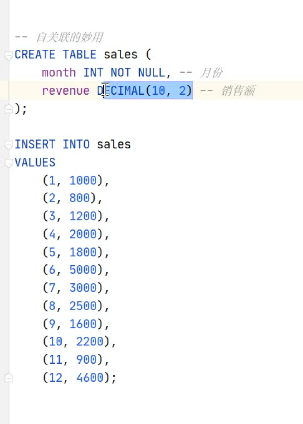 -- 自关联的妙用
CREATE TABLE sales (
    month INT NOT NULL, -- 月份
    revenue DECIMAL(10, 2) -- 销售额
);
INSERT INTO sales
VALUES
    (1, 1000),
    (2, 800),
    (3, 1200),
    (4, 2000),
    (5, 1800),
    (6, 5000),
    (7, 3000),
    (8, 2500),
    (9, 1600),
    (10, 2200),
    (11, 900),
    (12, 4600);